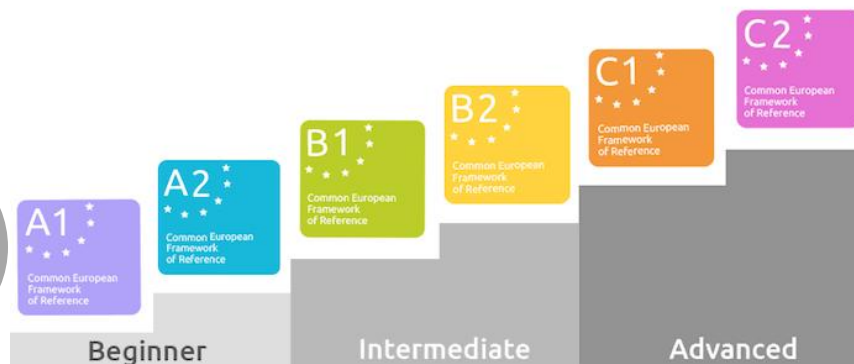 A1
Common European
Framework
of Reference
A2
Common European
Framework
of Reference
B1
Common European
Framework
of Reference
B2
Common European
Framework
of Reference
C1
Common European
Framework
of Reference
C2
Common European
Framework
of Reference
Beginner
Intermediate
Advanced